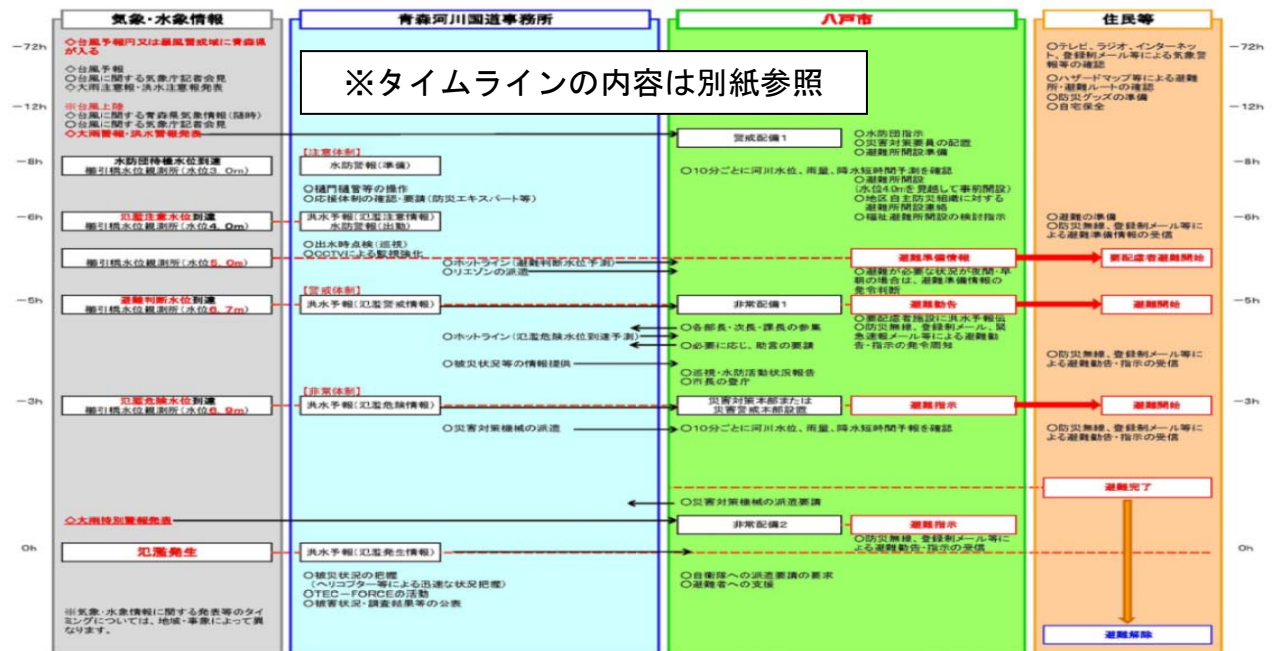 気象・水象情報
青森河川国道事務所
八戸市
住民等
※タイムラインの内容は別紙参照
－72h
◇台風予報円又は暴風警戒域に青森県
が入る
◇台風予報
○台風に関する気象庁記者会見
◇大雨注意報・洪水注意報発表
○テレビ、ラジオ、インターネッ
ト、登録制メール等による気象警
報等の確認
○ハザードマップ等による避難
所・避難ルートの確認
○防災グッズの準備
○自宅保全
－72h
－12h
※台風上陸
◇台風に関する青森県気象情報(随時)
○台風に関する気象庁記者会見
◇大雨警報・洪水警報発表
警戒配備1
○水防団指示
○災害対策要員の配置
○避難所開設準備
－12h
－8h
水防団待機水位到達
櫛引橋水位観測所(水位3．0m)
【注意体制】
水防警報(準備)
○樋門樋管等の操作
○応援体制の確認・要請(防災エキスパート等)
○10分ごとに河川水位、雨量、降水短時間予測を確認
○避難所開設
(水位4.0mを見越して事前開設)
○地区自主防災組織に対する
避難所開設連絡
○福祉避難所開設の検討指示
－8h
－6h
氾濫注意水位到達
櫛引橋水位観測所(水位4．0m)
洪水予報(氾濫注意情報)
水防警報(出動)
○出水時点検(巡視)
○CCTVによる監視強化
○避難の準備
○防災無線、登録制メール等に
よる避難準備情報の受信
－6h
櫛引橋水位観測所(水位5．0m)
○ホットライン(避難判断水位予測)
○リエゾンの派遣
避難準備情報
○避難が必要な状況が夜間・早
朝の場合は、避難準備情報の
発令判断
要配慮者避難開始
－5h
避難判断水位到達
櫛引橋水位観測所(水位6．7m)
【警戒体制】
洪水予報(氾濫警戒情報)
非常配備1
避難勧告
避難開始
－5h
○ホットライン(氾濫危険水位到達予測)
○各部長・次長・課長の参集
○必要に応じ、助言の要請
○要配慮者施設に洪水予報伝
○防災無線、登録制メール、緊
急速報メール等による避難勧
告・指示の発令周知
○防災無線、登録制メール等に
よる避難勧告・指示の受信
○被災状況等の情報提供
○巡視・水防活動状況報告
○市長の登庁
－3h
氾濫危険水位到達
櫛引橋水位観測所(水位6．9m)
【非常体制】
洪水予報(氾濫危険情報)
災害対策本部または
災害警戒本部設置
避難指示
避難開始
－3h
○災害対策機械の派遣
○10分ごとに河川水位、雨量、降水短時間予報を確認
○防災無線、登録制メール等に
よる避難勧告・指示の受信
避難完了
○災害対策機械の派遣要請
◇大雨特別警報発表
非常配備2
避難指示
○防災無線、登録制メール等に
よる避難勧告・指示の受信
0h
氾濫発生
洪水予報(氾濫発生情報)
0h
○被災状況の把握
(ヘリコプター等による迅速な状況把握)
○TEC－FORCEの活動
○被害状況・調査結果等の公表
○自衛隊への派遣要請の要求
○避難者への支援
※気象・水象情報に関する発表等のタイ
ミングについては、地域・事象によって異
なります。
避難解除